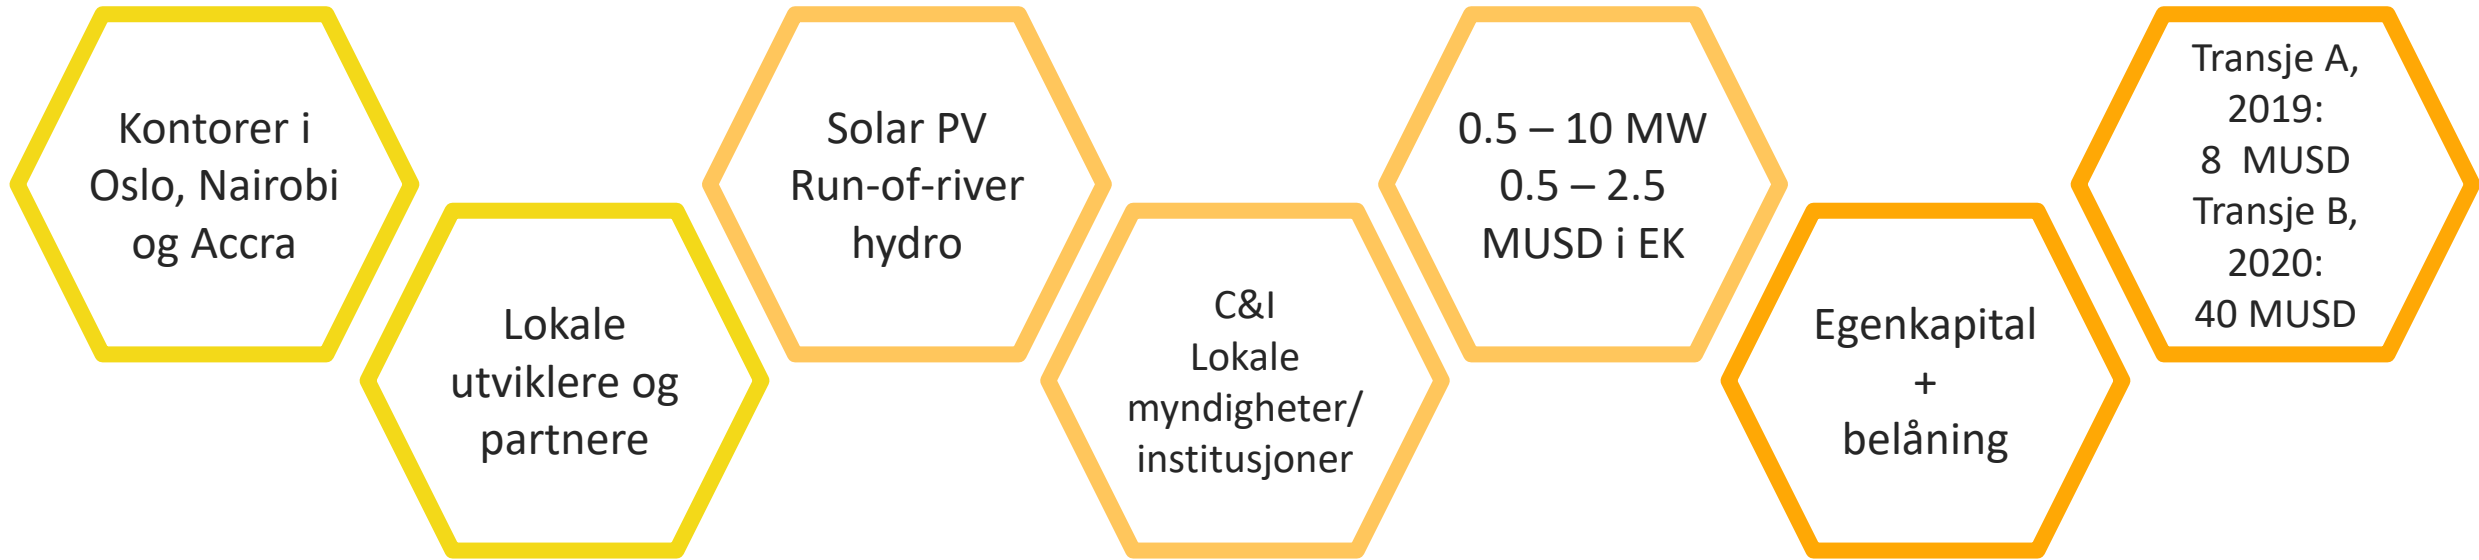 Kontorer i
Oslo, Nairobi
og Accra
Lokale
utviklere og
partnere
Solar PV
Run-of-river
hydro
C&I
Lokale
myndigheter/
institusjoner
0.5 – 10 MW
0.5 – 2.5
MUSD i EK
Egenkapital
+
belåning
Transje A,
2019:
8 MUSD
Transje B,
2020:
40 MUSD